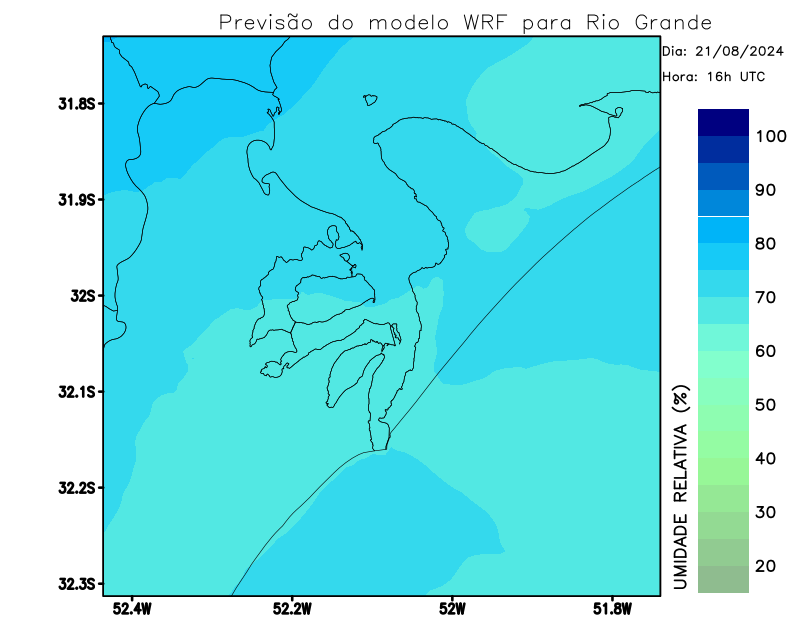 Previsão do modelo WRF para Rio Grande
Dia: 21/08/2024
Hora: 16h UTC
31.8S
31.9S
32S
32.1S
32.2S
32.3S
52.4W
52.2W
52W
51.8W
100
90
80
70
60
50
40
30
20
UMIDADE RELATIVA (%)